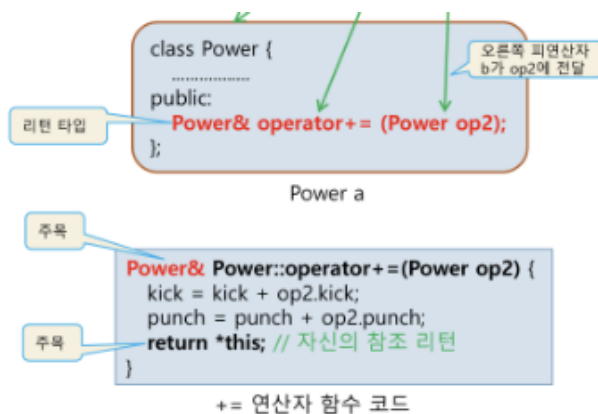 class Power {
..................
public:
Power& operator+= (Power op2);
};
오른쪽 피연산자
b가 op2에 전달
리턴 타입
Power a
주목
Power& Power::operator+=(Power op2) {
kick = kick + op2.kick;
punch = punch + op2.punch;
return *this; // 자신의 참조 리턴
}
주목
+= 연산자 함수 코드